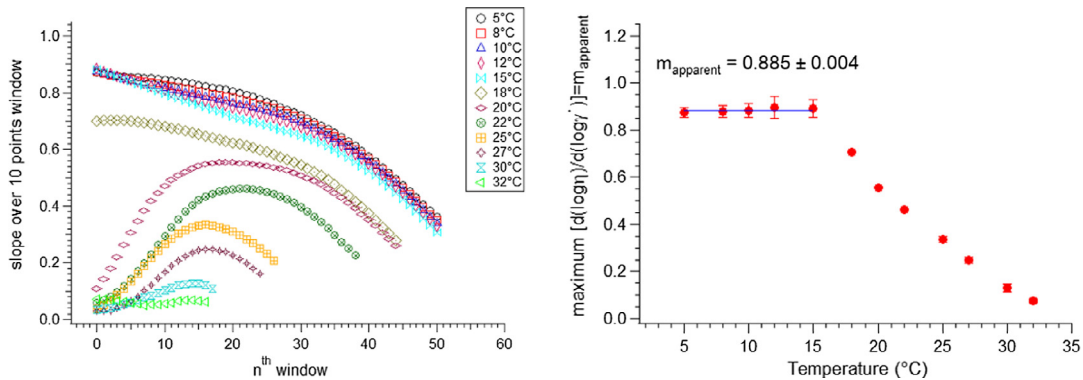 slope over 10 points window
1.0
0.8
0.6
0.4
0.2
0.0
0 10 20 30 40 50 60
nth window
5°C
8°C
10°C
12°C
15°C
18°C
20°C
22°C
25°C
27°C
30°C
32°C
maximum [d(logη)/d(logγ˙)]=mapparent
1.2
1.0
0.8
0.6
0.4
0.2
0.0
mapparent = 0.885 ± 0.004
5 10 15 20 25 30 35
Temperature (°C)